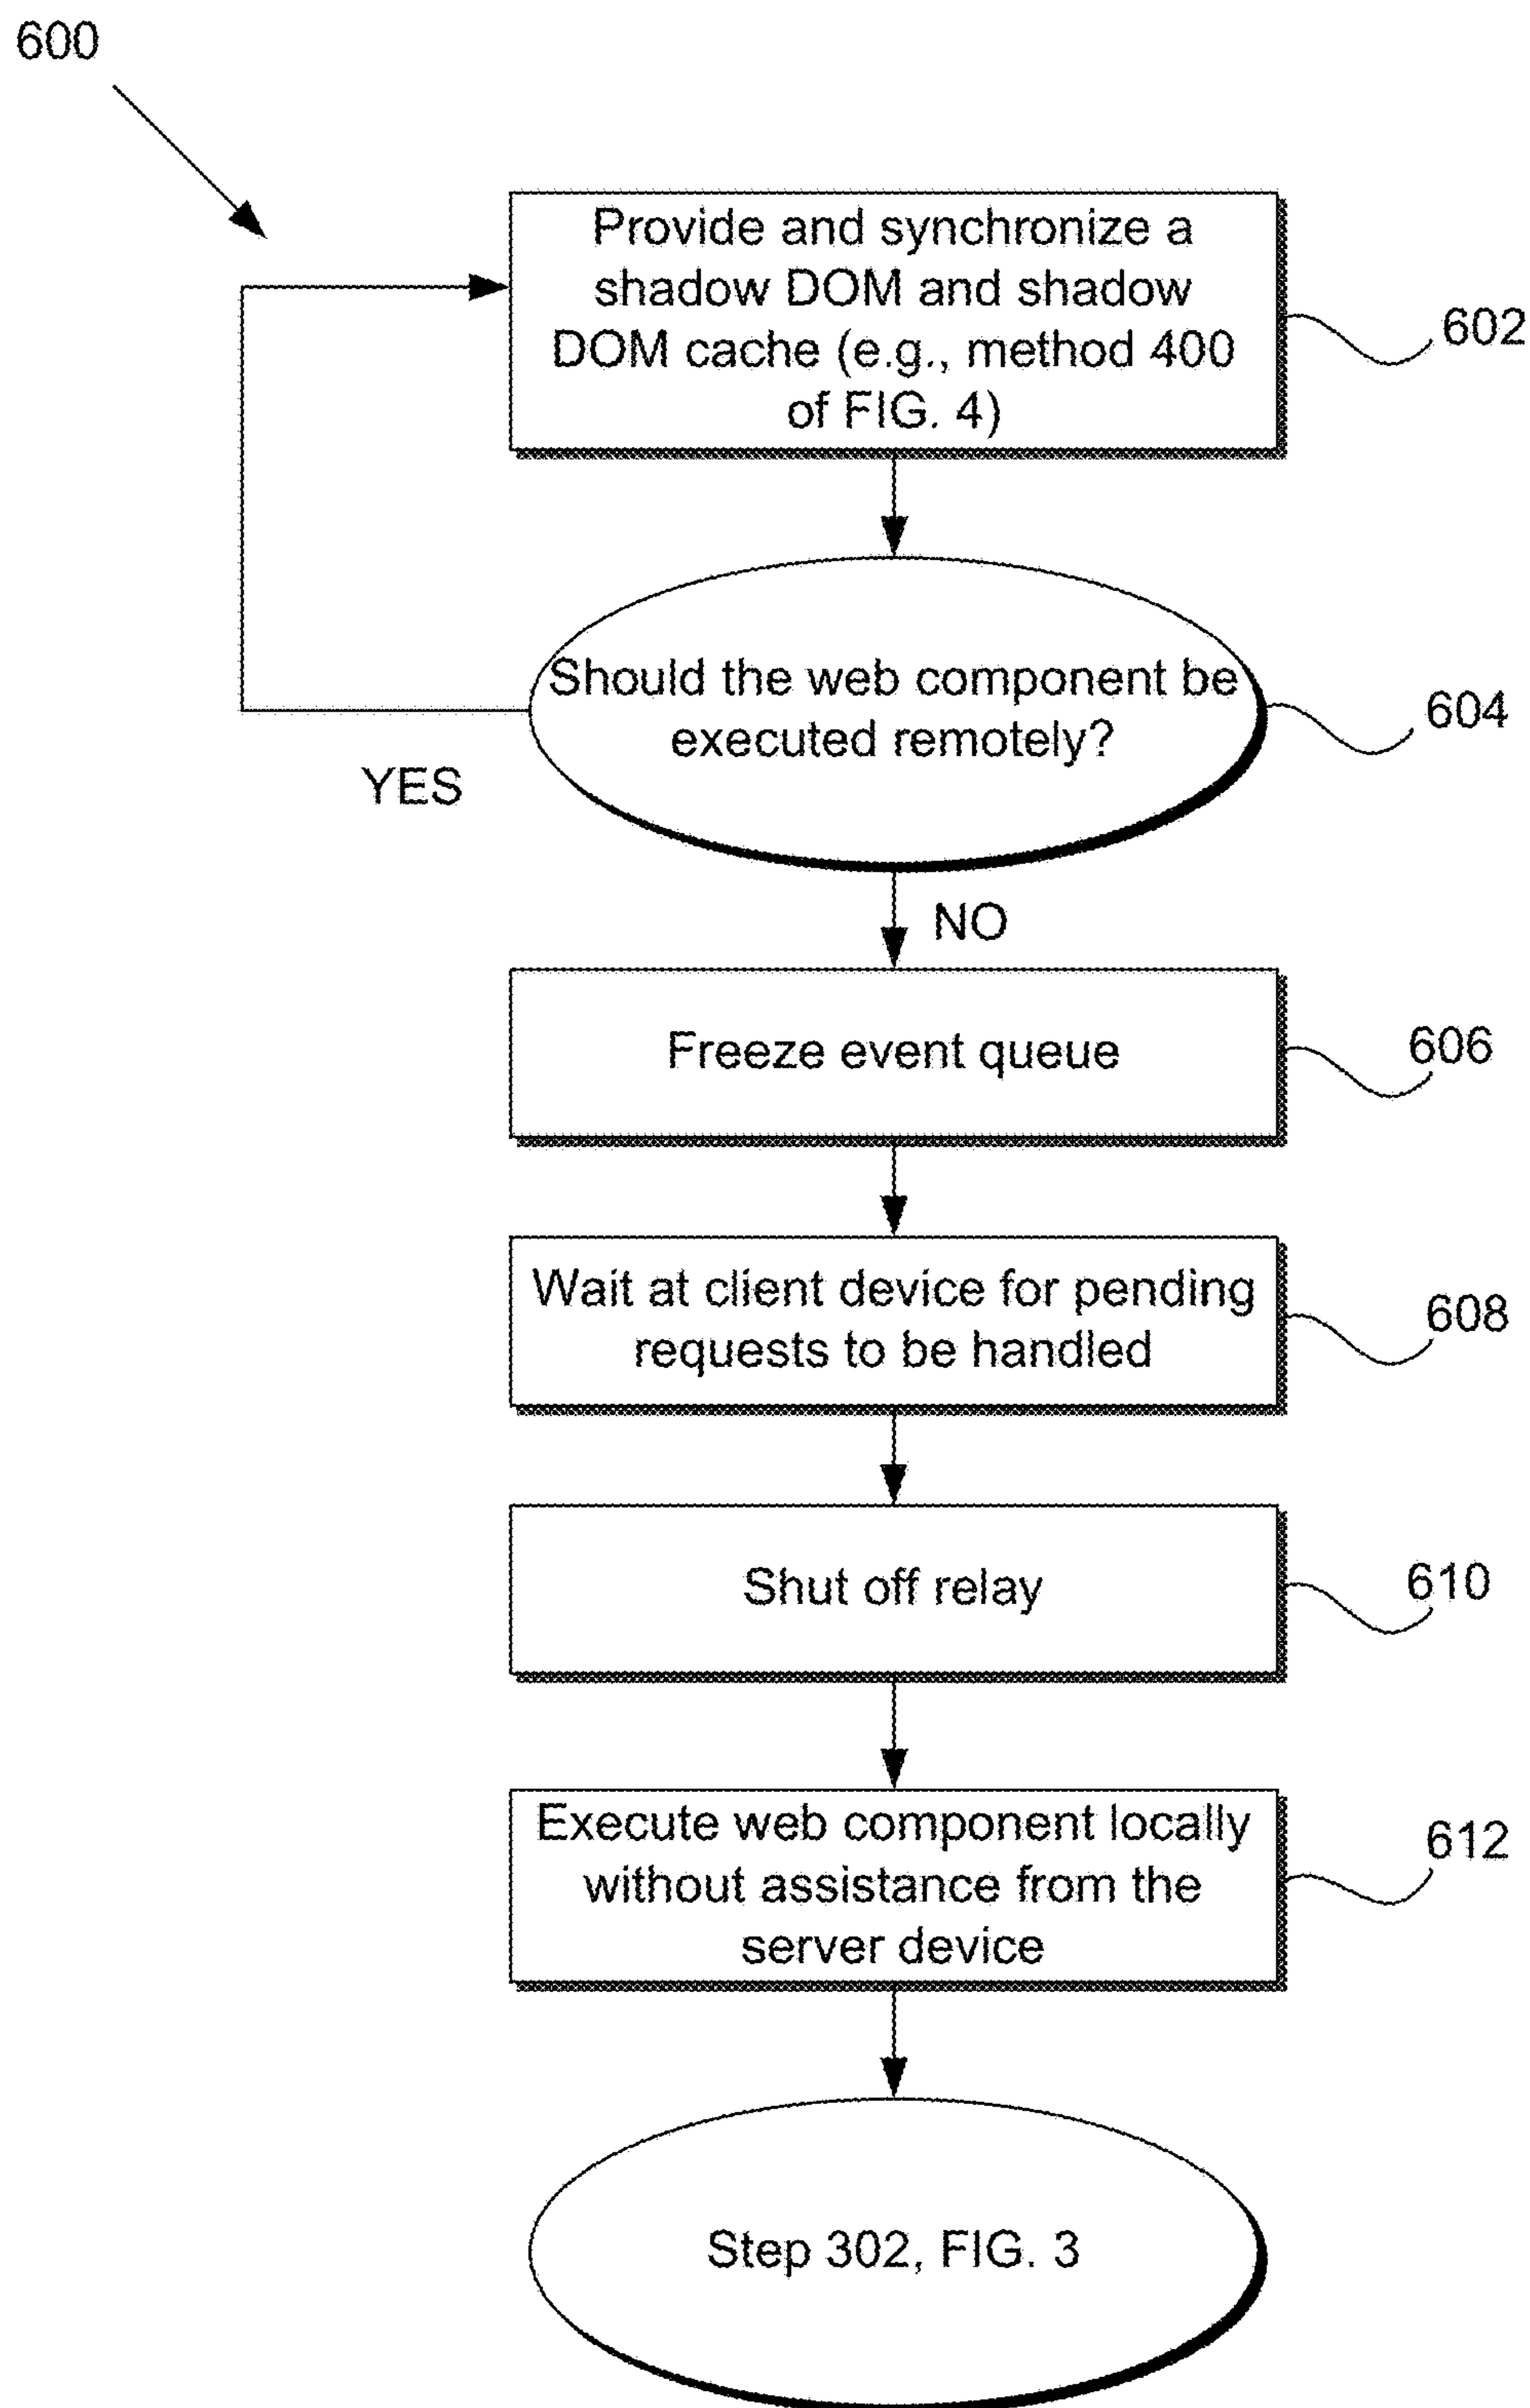 600
Provide and synchronize a
shadow DOM and shadow
DOM cache (e.g., method 400
of FIG. 4)
602
Should the web component be
executed remotely?
604
YES
NO
Freeze event queue
606
Wait at client device for pending
requests to be handled
608
Shut off relay
610
Execute web component locally
without assistance from the
server device
612
Step 302, FIG. 3